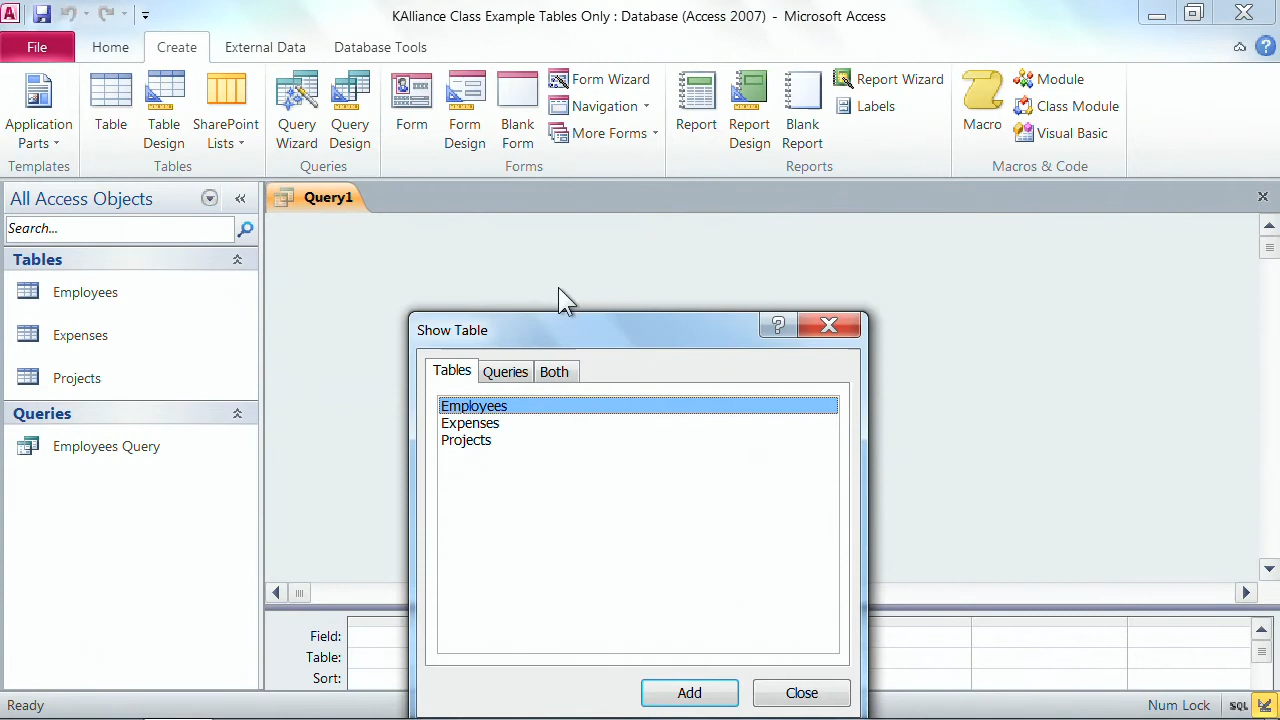 KAlliance Class Example Tables Only : Database (Access 2007) - Microsoft Access
File Home Create External Data Database Tools
Application Parts
Table
Table Design
SharePoint Lists
Query Wizard
Query Design
Form
Form Design
Blank Form
Form Wizard
Navigation
More Forms
Report
Report Design
Blank Report
Report Wizard
Labels
Macro
Module
Class Module
Visual Basic
Templates Tables Queries Forms Reports Macros & Code
All Access Objects
Search...
Tables
Employees
Expenses
Projects
Queries
Employees Query
Query1
Show Table
Tables Queries Both
Employees
Expenses
Projects
Add Close
Field:
Table:
Sort:
Ready Num Lock SQL